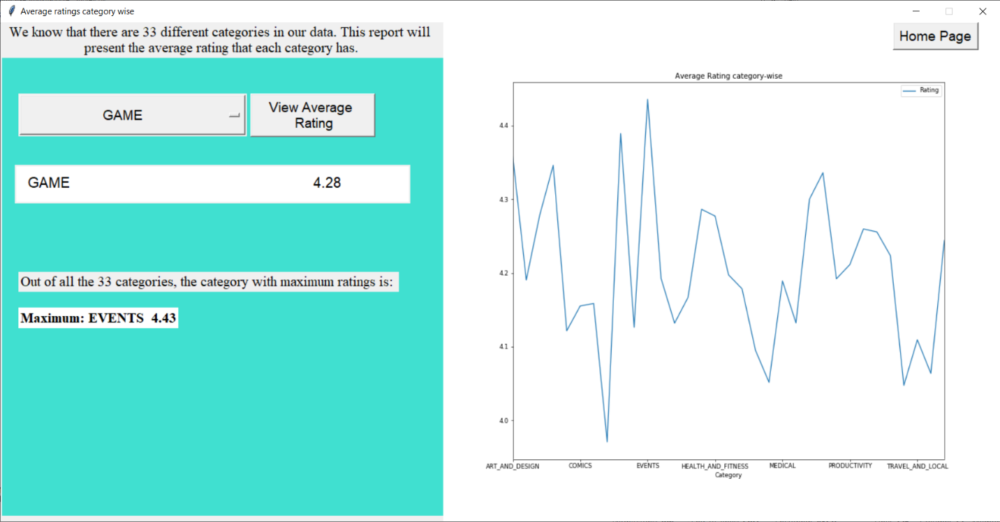 Average ratings category wise
We know that there are 33 different categories in our data. This report will
present the average rating that each category has.
Home Page
GAME
View Average
Rating
GAME 4.28
Out of all the 33 categories, the category with maximum ratings is:
Maximum: EVENTS 4.43
Average Rating category-wise
Rating
4.4
4.3
4.2
4.1
4.0
ART_AND_DESIGN COMICS EVENTS HEALTH_AND_FITNESS MEDICAL PRODUCTIVITY TRAVEL_AND_LOCAL
Category